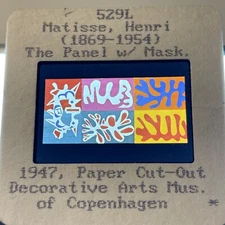 529L
Matisse, Henri
(1869-1954)
The Panel w/ Mask.
1947, Paper Cut-Out
Decorative Arts Mus.
of Copenhagen *